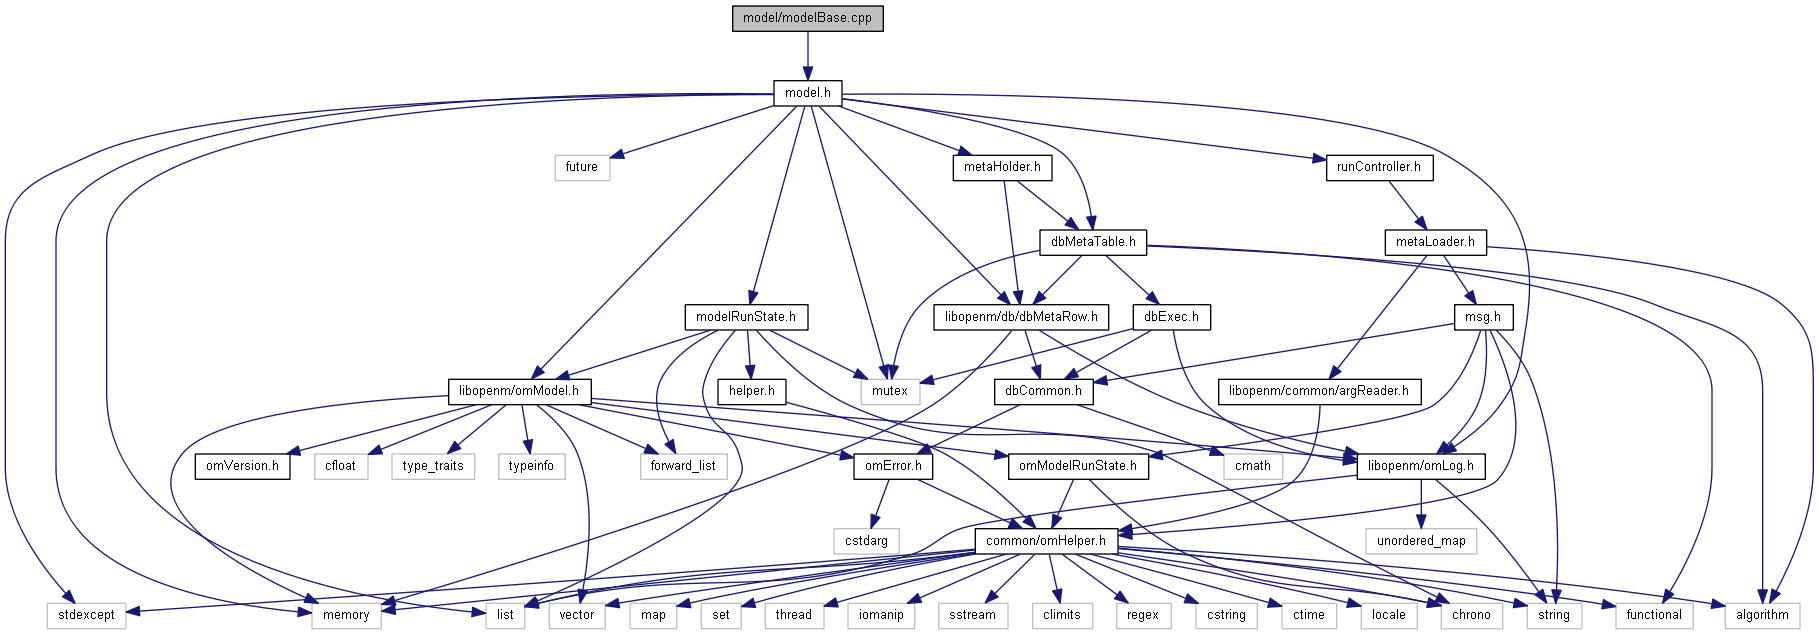 model/modelBase.cpp
model.h
future
metaHolder.h
runController.h
dbMetaTable.h
metaLoader.h
modelRunState.h
libopenm/db/dbMetaRow.h
dbExec.h
msg.h
libopenm/omModel.h
helper.h
mutex
dbCommon.h
libopenm/common/argReader.h
omVersion.h
cfloat
type_traits
typeinfo
forward_list
omError.h
omModelRunState.h
cmath
libopenm/omLog.h
cstdarg
common/omHelper.h
unordered_map
stdexcept
memory
list
vector
map
set
thread
iomanip
sstream
climits
regex
cstring
ctime
locale
chrono
string
functional
algorithm